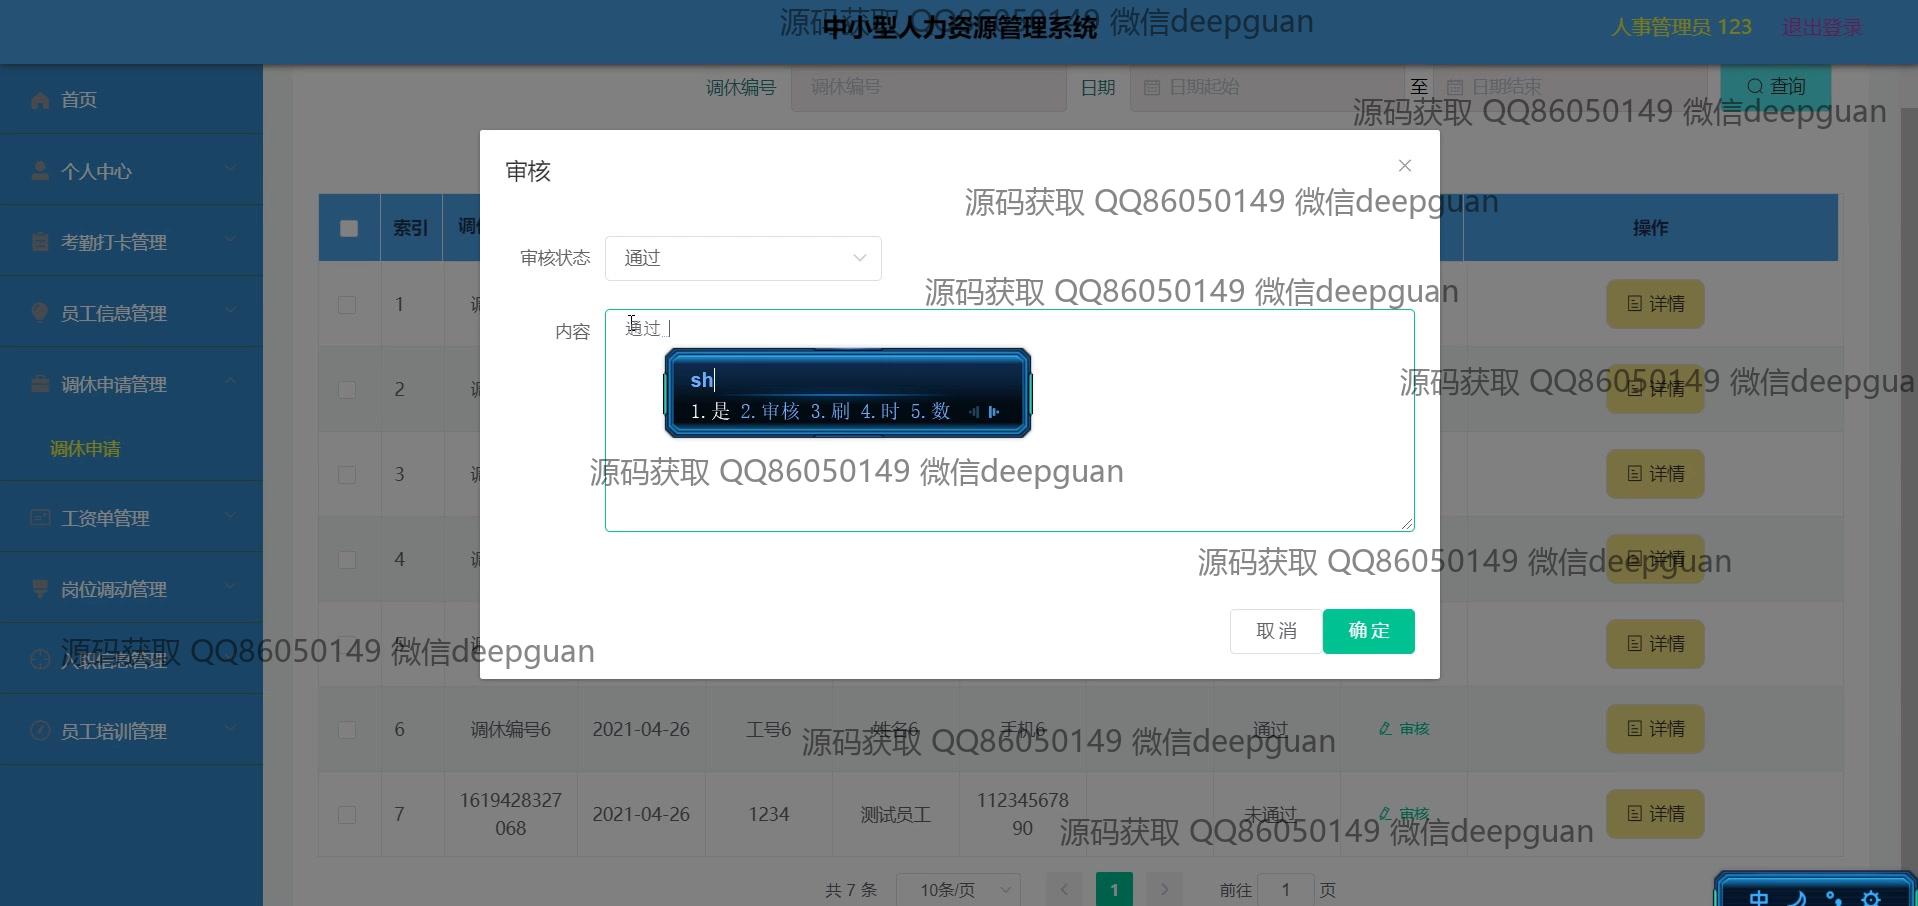 中小型人力资源管理系统
源码获取 QQ86050149 微信deepguan
人事管理员 123
退出登录
首页
个人中心
考勤打卡管理
员工信息管理
调休申请管理
调休申请
工资单管理
岗位调动管理
入职信息管理
员工培训管理
调休编号 调休编号 日期 日期起始 至 日期结束 查询
源码获取 QQ86050149 微信deepguan
索引 调休 操作
审核
源码获取 QQ86050149 微信deepguan
审核状态 通过
源码获取 QQ86050149 微信deepguan
内容 通过
sh
1.是 2.审核 3.刷 4.时 5.数
源码获取 QQ86050149 微信deepguan
源码获取 QQ86050149 微信deepgua
源码获取 QQ86050149 微信deepguan
取消 确定
源码获取 QQ86050149 微信deepguan
1 详情
2 详情
3 详情
4 详情
5 详情
6 调休编号6 2021-04-26 工号6 姓名6 手机6 通过 审核 详情
源码获取 QQ86050149 微信deepguan
7 1619428327068 2021-04-26 1234 测试员工 11234567890 未通过 审核 详情
源码获取 QQ86050149 微信deepguan
共 7 条 10条/页 1 前往 1 页
中